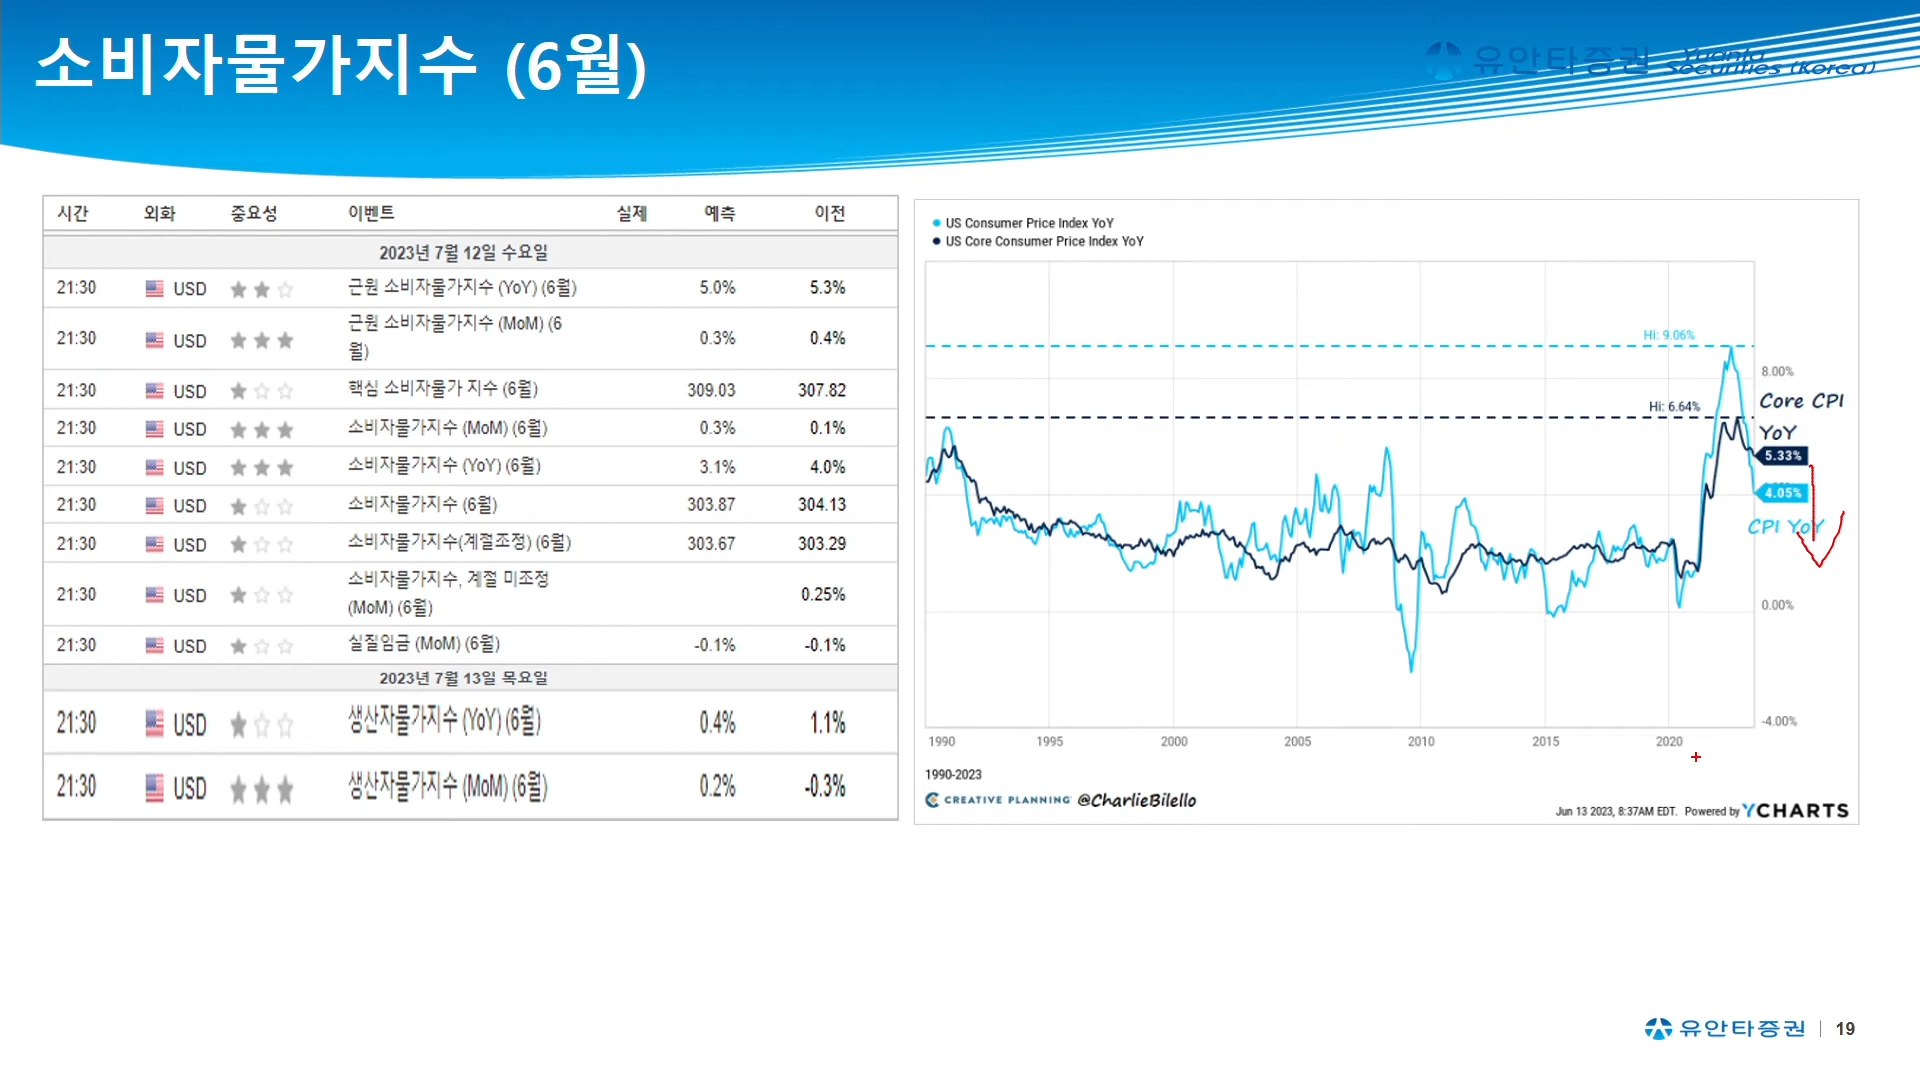 소비자물가지수 (6월)
유안타증권 Yuanta Securities (Korea)
시간 외화 중요성 이벤트 실제 예측 이전
2023년 7월 12일 수요일
21:30 USD 근원 소비자물가지수 (YoY) (6월) 5.0% 5.3%
21:30 USD 근원 소비자물가지수 (MoM) (6
월) 0.3% 0.4%
21:30 USD 핵심 소비자물가 지수 (6월) 309.03 307.82
21:30 USD 소비자물가지수 (MoM) (6월) 0.3% 0.1%
21:30 USD 소비자물가지수 (YoY) (6월) 3.1% 4.0%
21:30 USD 소비자물가지수 (6월) 303.87 304.13
21:30 USD 소비자물가지수(계절조정) (6월) 303.67 303.29
21:30 USD 소비자물가지수, 계절 미조정
(MoM) (6월) 0.25%
21:30 USD 실질임금 (MoM) (6월) -0.1% -0.1%
2023년 7월 13일 목요일
21:30 USD 생산자물가지수 (YoY) (6월) 0.4% 1.1%
21:30 USD 생산자물가지수 (MoM) (6월) 0.2% -0.3%
US Consumer Price Index YoY
US Core Consumer Price Index YoY
Hi: 9.06%
8.00%
Core CPI
Hi: 6.64%
YoY
5.33%
4.05%
CPI YoY
0.00%
-4.00%
1990 1995 2000 2005 2010 2015 2020
1990-2023
CREATIVE PLANNING @CharlieBilello
Jun 13 2023, 8:37AM EDT. Powered by YCHARTS
유안타증권 | 19